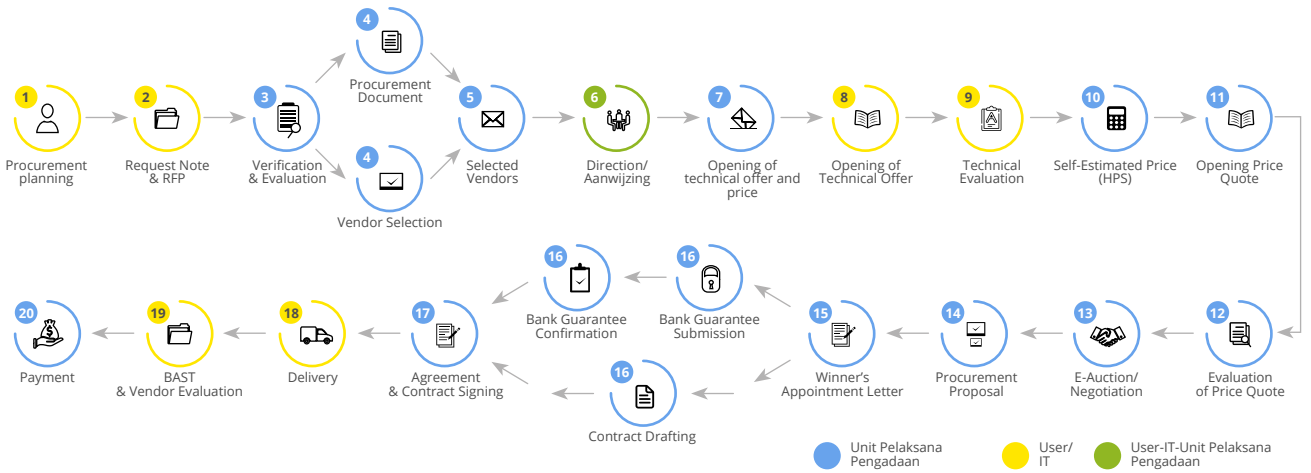 1
Procurement
planning
2
Request Note
& RFP
3
Verification
& Evaluation
4
Procurement
Document
4
Vendor Selection
5
Selected
Vendors
6
Direction/
Aanwijzing
7
Opening of
technical offer and
price
8
Opening of
Technical Offer
9
Technical
Evaluation
10
Self-Estimated Price
(HPS)
11
Opening Price
Quote
12
Evaluation
of Price Quote
13
E-Auction/
Negotiation
14
Procurement
Proposal
15
Winner's
Appointment Letter
16
Bank Guarantee
Submission
16
Bank Guarantee
Confirmation
16
Contract Drafting
17
Agreement
& Contract Signing
18
Delivery
19
BAST
& Vendor Evaluation
20
Payment
Unit Pelaksana
Pengadaan
User/
IT
User-IT-Unit Pelaksana
Pengadaan